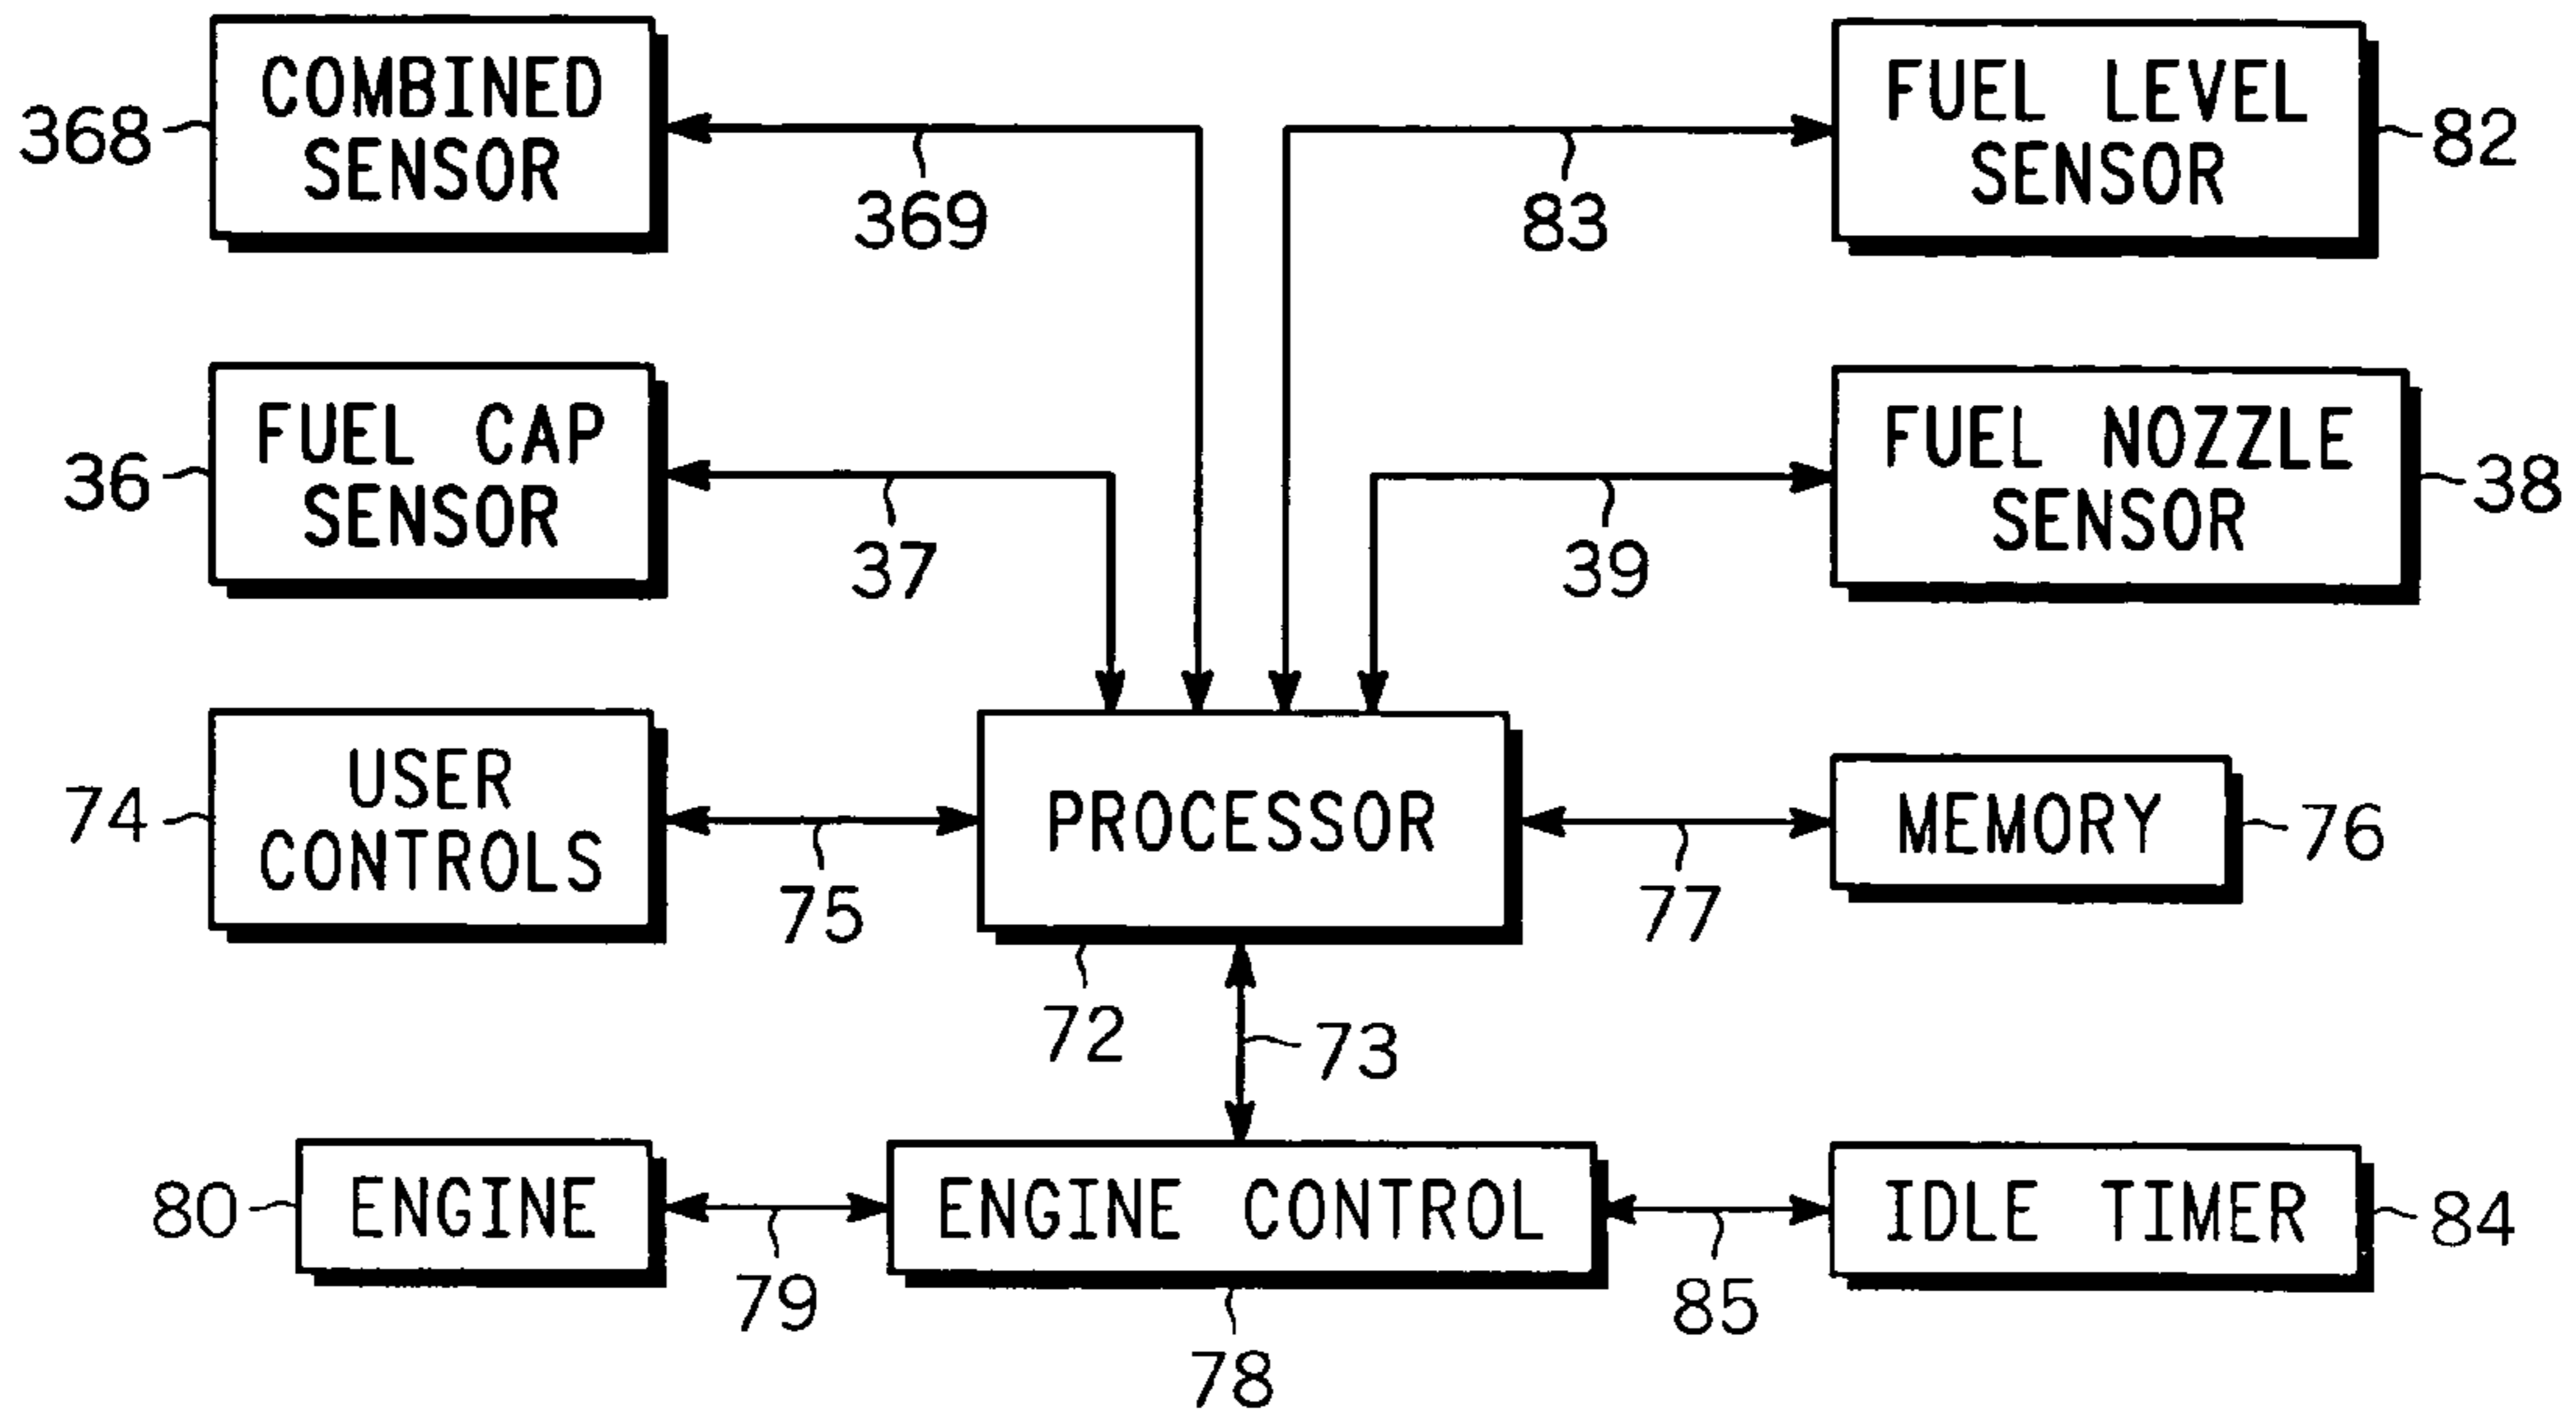 COMBINED
SENSOR
368
369
FUEL LEVEL
SENSOR
82
83
FUEL CAP
SENSOR
36
37
FUEL NOZZLE
SENSOR
38
39
USER
CONTROLS
74
75
PROCESSOR
72
73
77
MEMORY
76
ENGINE
80
79
ENGINE CONTROL
78
85
IDLE TIMER
84